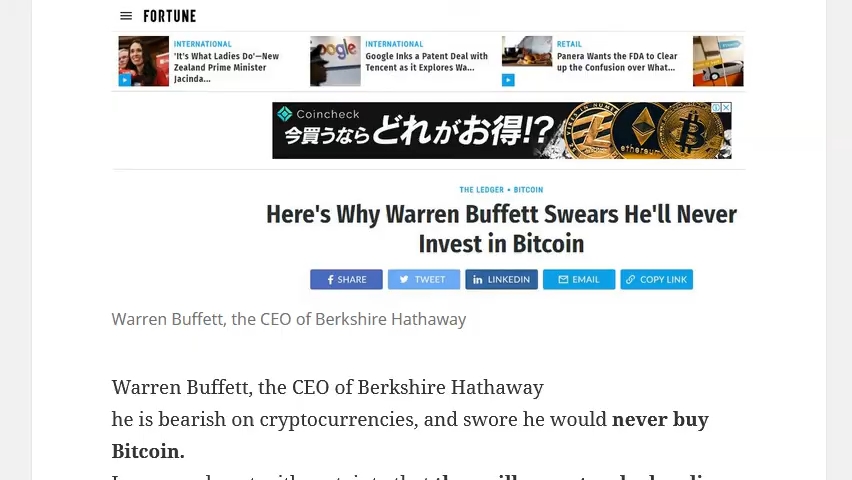 FORTUNE
INTERNATIONAL
'It's What Ladies Do'—New
Zealand Prime Minister
Jacinda...
INTERNATIONAL
Google Inks a Patent Deal with
Tencent as it Explores Wa...
RETAIL
Panera Wants the FDA to Clear
up the Confusion over What...
Coincheck
今買うならどれがお得!?
ethereum
THE LEDGER • BITCOIN
Here's Why Warren Buffett Swears He'll Never
Invest in Bitcoin
SHARE
TWEET
LINKEDIN
EMAIL
COPY LINK
Warren Buffett, the CEO of Berkshire Hathaway
Warren Buffett, the CEO of Berkshire Hathaway
he is bearish on cryptocurrencies, and swore he would never buy
Bitcoin.